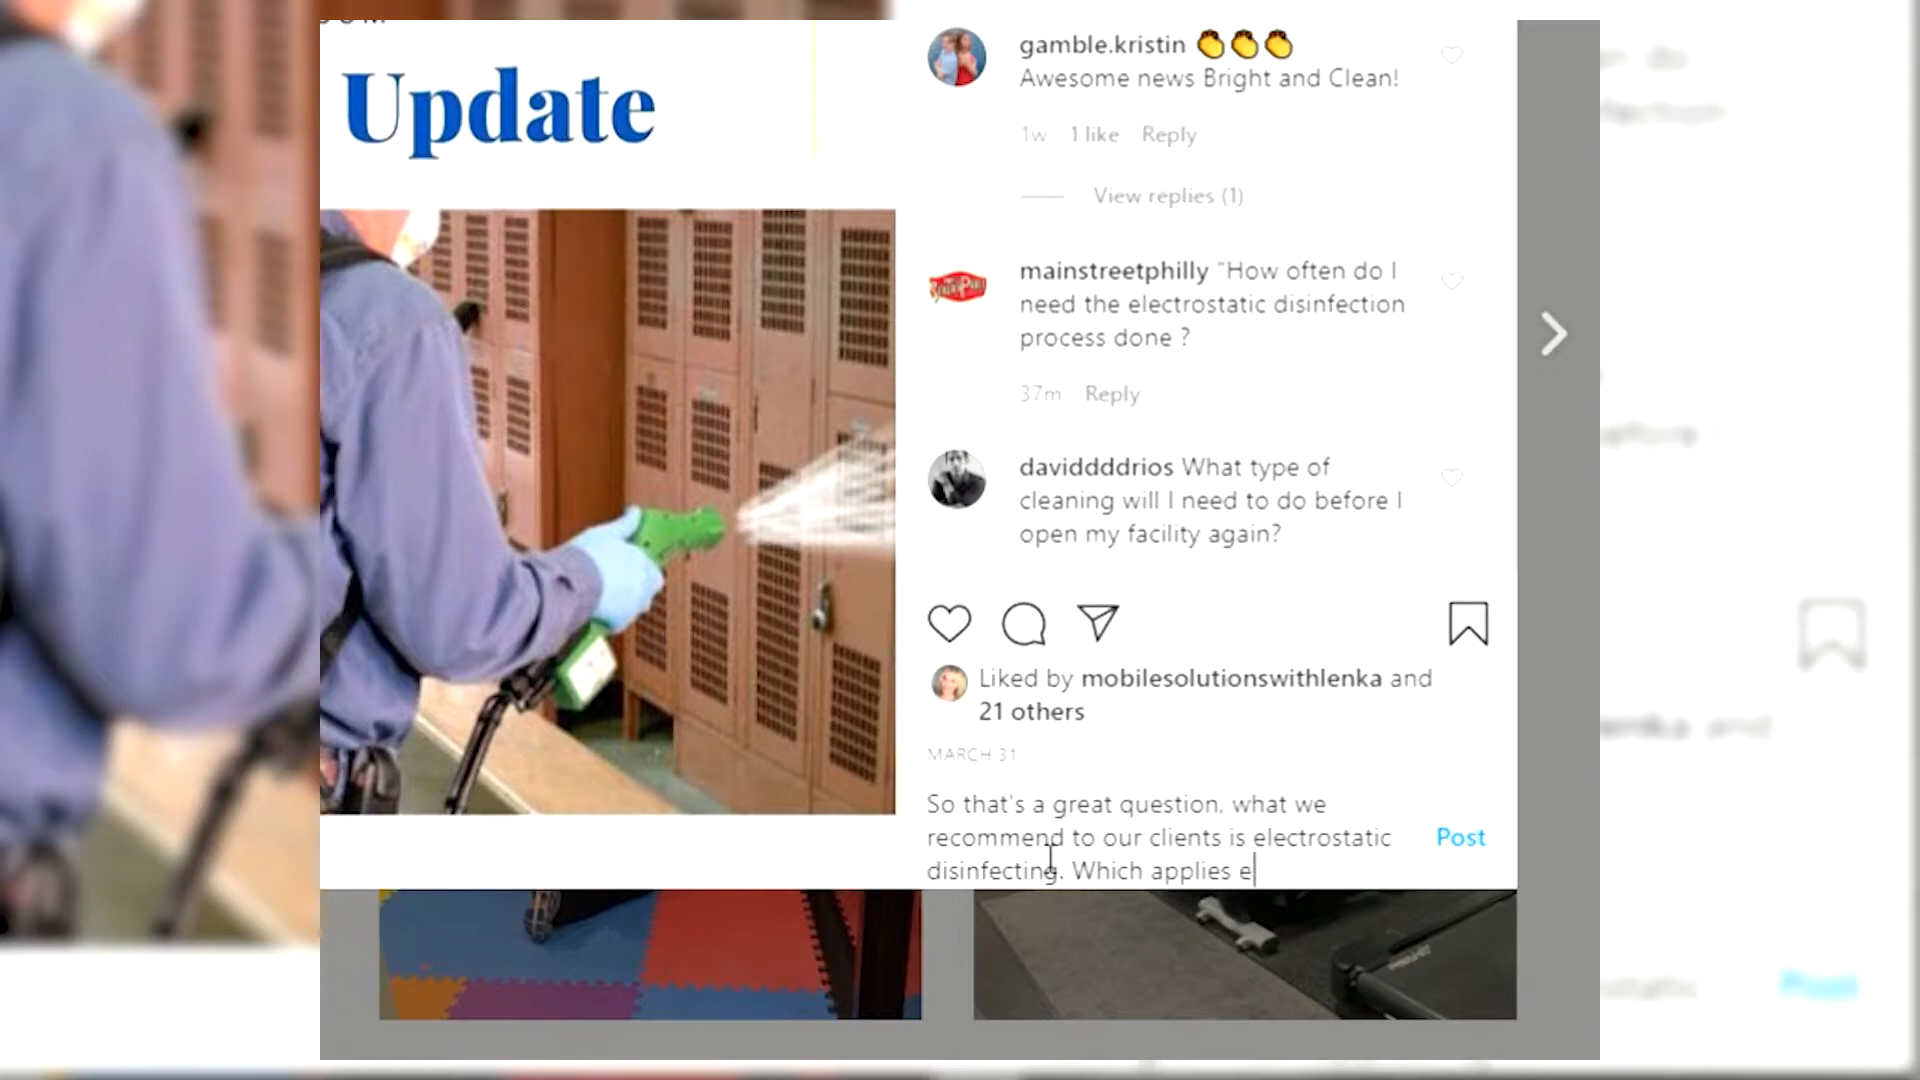 Update
gamble.kristin 👏👏👏
Awesome news Bright and Clean!
1w 1 like Reply
View replies (1)
mainstreetphilly "How often do I
need the electrostatic disinfection
process done ?
37m Reply
daviddddrios What type of
cleaning will I need to do before I
open my facility again?
Liked by mobilesolutionswithlenka and
21 others
MARCH 31
So that's a great question, what we
recommend to our clients is electrostatic
Post
disinfecting. Which applies e